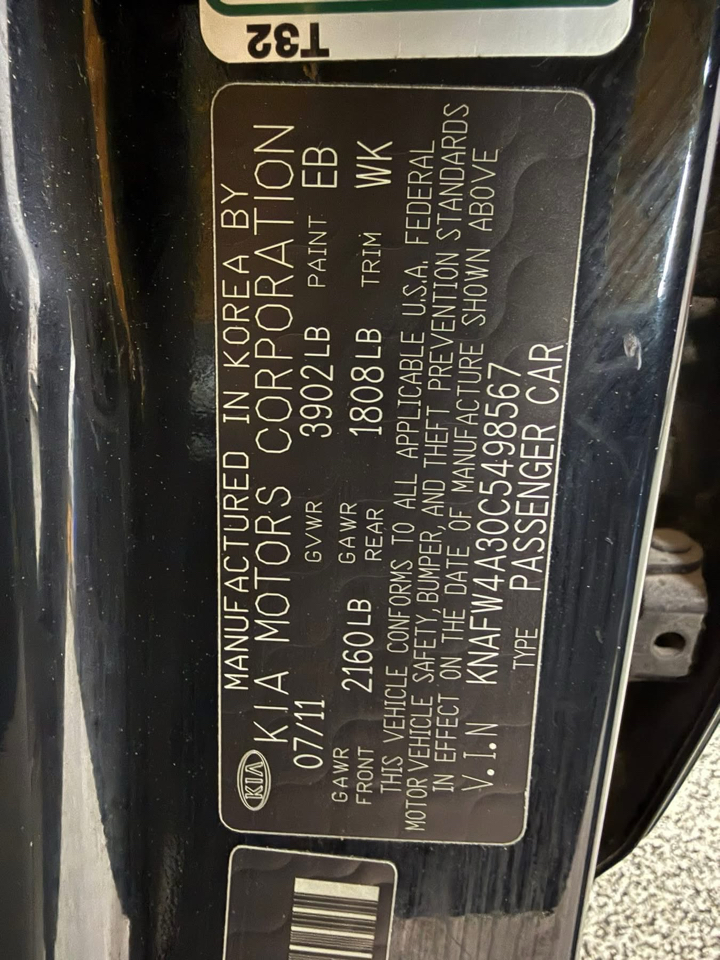 T32
KIA
MANUFACTURED IN KOREA BY
KIA MOTORS CORPORATION
07/11 GVWR 3902LB PAINT EB
GAWR FRONT 2160LB GAWR REAR 1808LB TRIM WK
THIS VEHICLE CONFORMS TO ALL APPLICABLE U.S.A. FEDERAL
MOTOR VEHICLE SAFETY, BUMPER, AND THEFT PREVENTION STANDARDS
IN EFFECT ON THE DATE OF MANUFACTURE SHOWN ABOVE
V.I.N KNAFW4A30C5498567
TYPE PASSENGER CAR